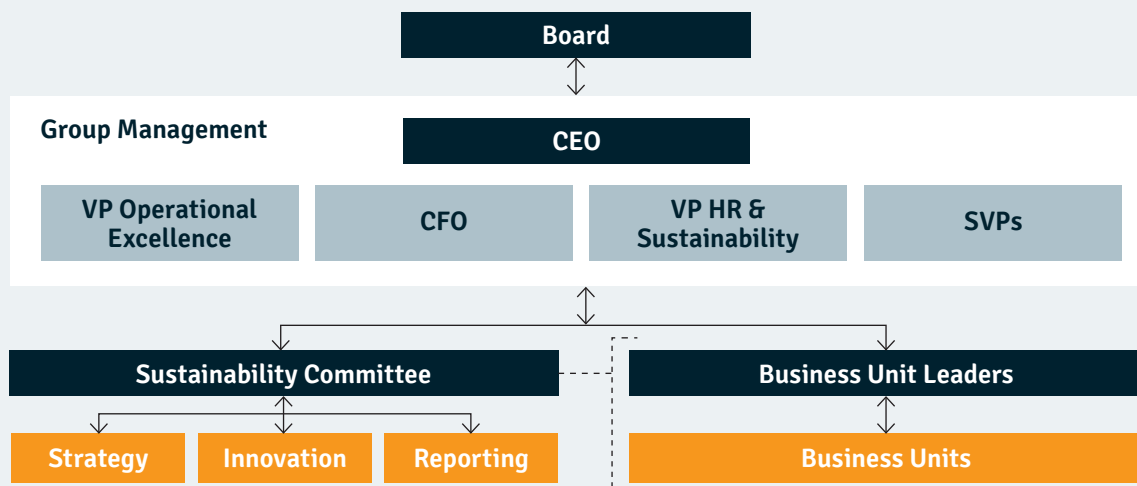 Board
Group Management
CEO
VP Operational
Excellence
CFO
VP HR &
Sustainability
SVPs
Sustainability Committee
Business Unit Leaders
Strategy
Innovation
Reporting
Business Units